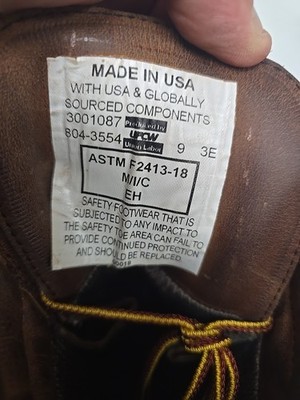 MADE IN USA
WITH USA & GLOBALLY
SOURCED COMPONENTS
3001087 Produced by
UFCW
804-3554 Union Labor 9 3E
ASTM F2413-18
M/I/C
EH
SAFETY FOOTWEAR THAT IS
SUBJECTED TO ANY IMPACT TO
THE SAFETY TOE AREA CAN FAIL TO
PROVIDE CONTINUED PROTECTION
AND SHOULD BE REPLACED